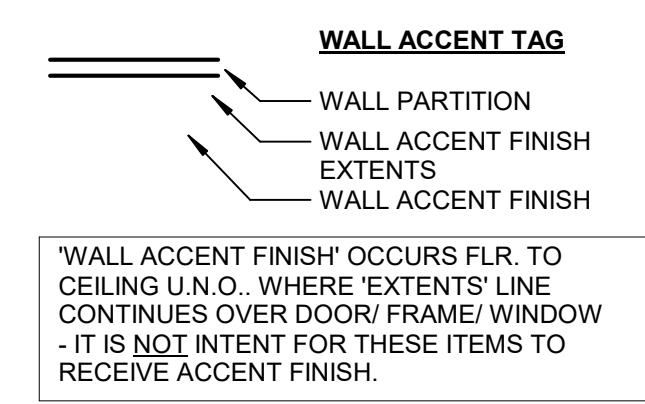 WALL ACCENT TAG
WALL PARTITION
WALL ACCENT FINISH
EXTENTS
WALL ACCENT FINISH
'WALL ACCENT FINISH' OCCURS FLR. TO
CEILING U.N.O.. WHERE 'EXTENTS' LINE
CONTINUES OVER DOOR/ FRAME/ WINDOW
- IT IS NOT INTENT FOR THESE ITEMS TO
RECEIVE ACCENT FINISH.